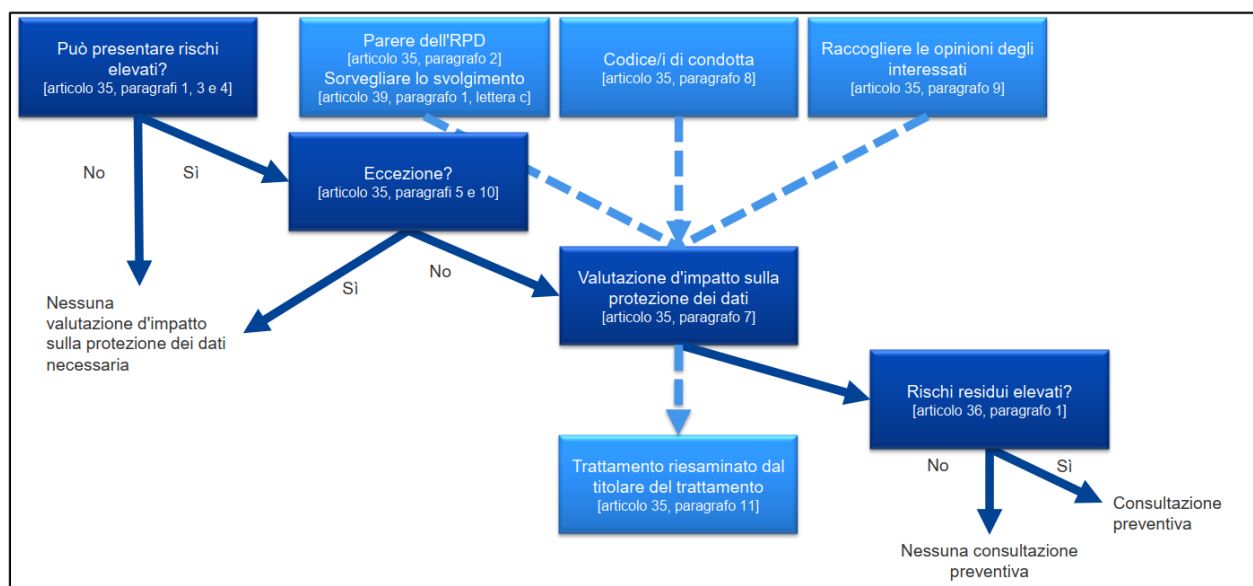 Può presentare rischi
elevati?
[articolo 35, paragrafi 1, 3 e 4]
Parere dell'RPD
[articolo 35, paragrafo 2]
Sorvegliare lo svolgimento
[articolo 39, paragrafo 1, lettera c]
Codice/i di condotta
[articolo 35, paragrafo 8]
Raccogliere le opinioni degli
interessati
[articolo 35, paragrafo 9]
No
Sì
Eccezione?
[articolo 35, paragrafi 5 e 10]
Sì
No
Nessuna
valutazione d'impatto
sulla protezione dei dati
necessaria
Valutazione d'impatto sulla
protezione dei dati
[articolo 35, paragrafo 7]
Rischi residui elevati?
[articolo 36, paragrafo 1]
Trattamento riesaminato dal
titolare del trattamento
[articolo 35, paragrafo 11]
No
Sì
Consultazione
preventiva
Nessuna consultazione
preventiva